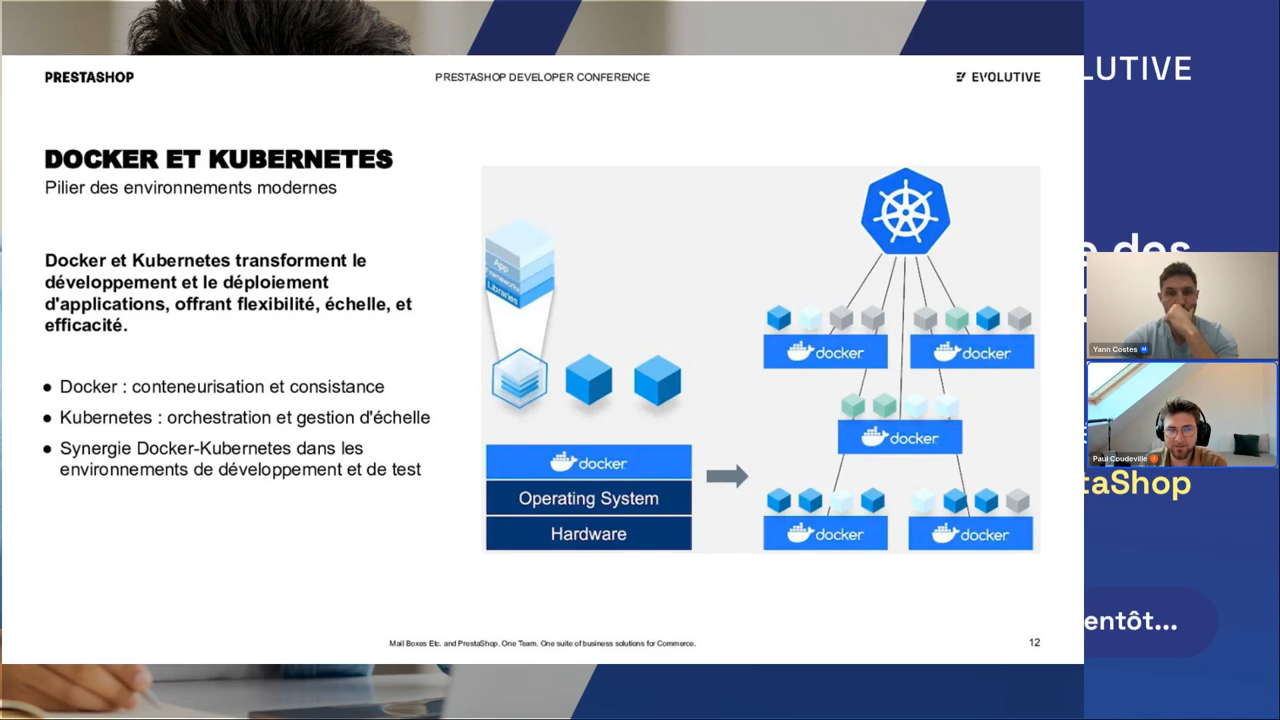 PRESTASHOP
PRESTASHOP DEVELOPER CONFERENCE
EVOLUTIVE
DOCKER ET KUBERNETES
Pilier des environnements modernes
Docker et Kubernetes transforment le
développement et le déploiement
d'applications, offrant flexibilité, échelle, et
efficacité.
● Docker : conteneurisation et consistance
● Kubernetes : orchestration et gestion d'échelle
● Synergie Docker-Kubernetes dans les
environnements de développement et de test
App
Libraries
docker
Operating System
Hardware
docker
docker
docker
docker
docker
Mail Boxes Etc. and PrestaShop. One Team. One suite of business solutions for Commerce.
12
LUTIVE
des
Yann Costes
Paul Coudeville
taShop
entôt...